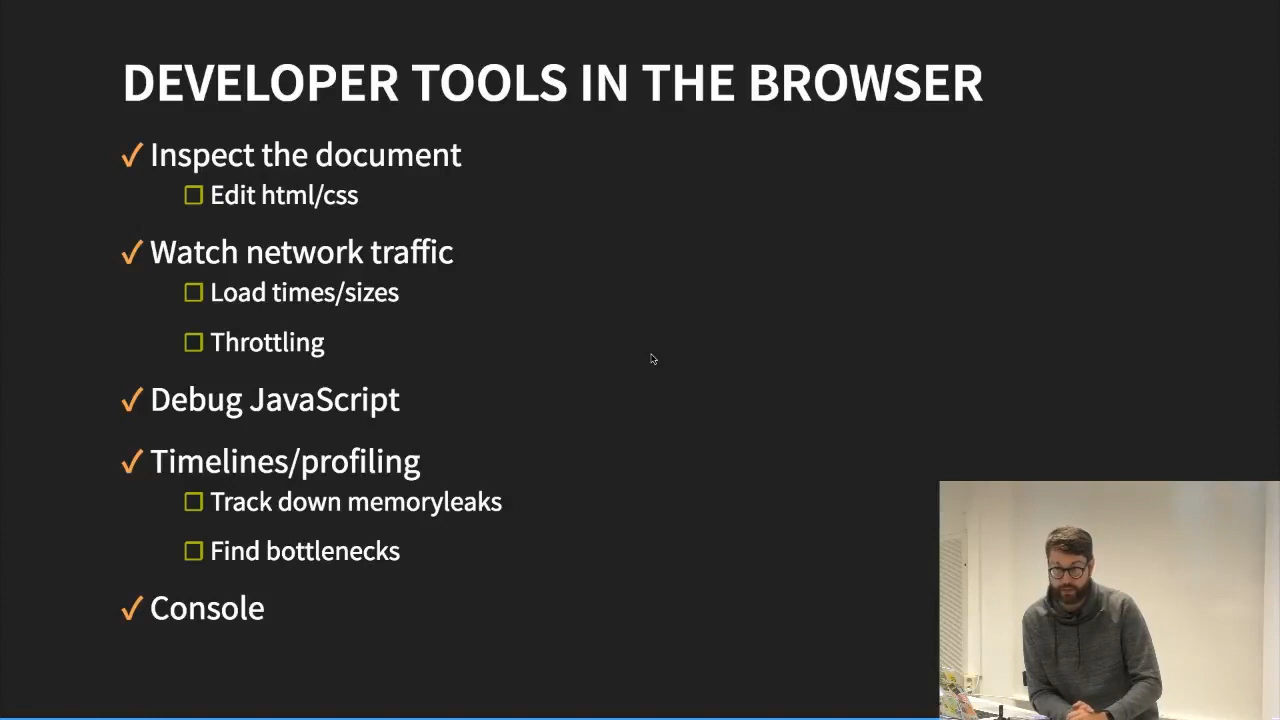 DEVELOPER TOOLS IN THE BROWSER
✓ Inspect the document
☐ Edit html/css
✓ Watch network traffic
☐ Load times/sizes
☐ Throttling
✓ Debug JavaScript
✓ Timelines/profiling
☐ Track down memoryleaks
☐ Find bottlenecks
✓ Console